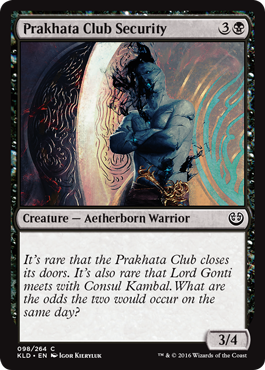 Prakhata Club Security 3
Creature — Aetherborn Warrior
It's rare that the Prakhata Club closes
its doors. It's also rare that Lord Gonti
meets with Consul Kambal. What are
the odds the two would occur on the
same day?
3/4
098/264 C
KLD • EN Igor Kieryluk ™ & © 2016 Wizards of the Coast